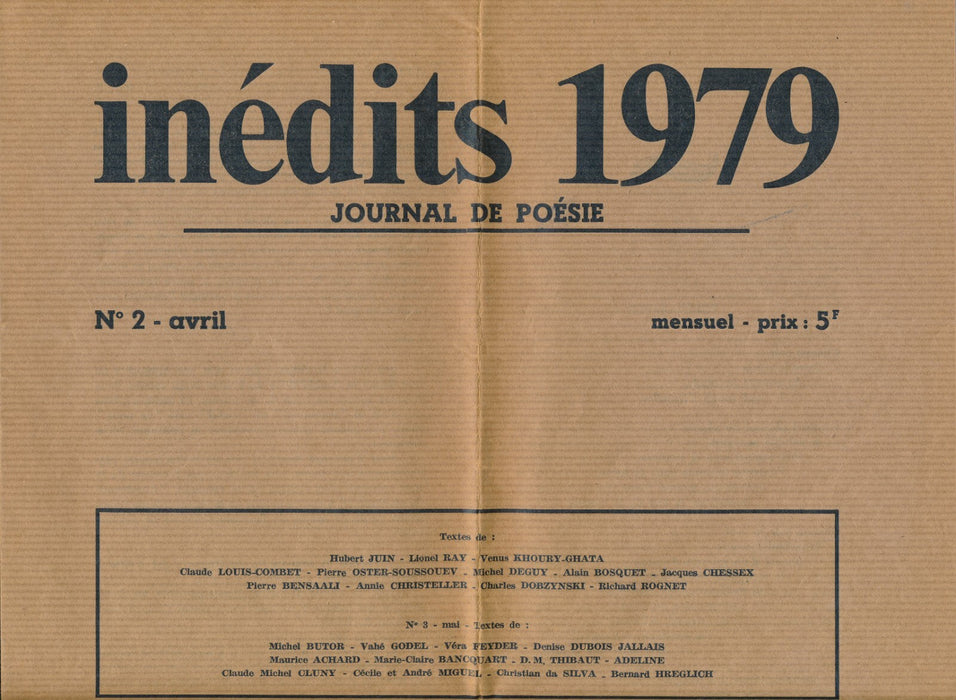 inédits 1979
JOURNAL DE POÉSIE
N° 2 - avril
mensuel - prix : 5F
Textes de :
Hubert JUIN - Lionel RAY - Venus KHOURY-GHATA
Claude LOUIS-COMBET - Pierre OSTER-SOUSSOUEV - Michel DEGUY - Alain BOSQUET - Jacques CHESSEX
Pierre BENSAALI - Annie CHRISTELLER - Charles DOBZYNSKI - Richard ROGNET
N° 3 - mai - Textes de :
Michel BUTOR - Vahé GODEL - Véra FEYDER - Denise DUBOIS JALLAIS
Maurice ACHARD - Marie-Claire BANCQUART - D.M. THIBAUT - ADELINE
Claude Michel CLUNY - Cécile et André MIGUEL - Christian da SILVA - Bernard HREGLICH